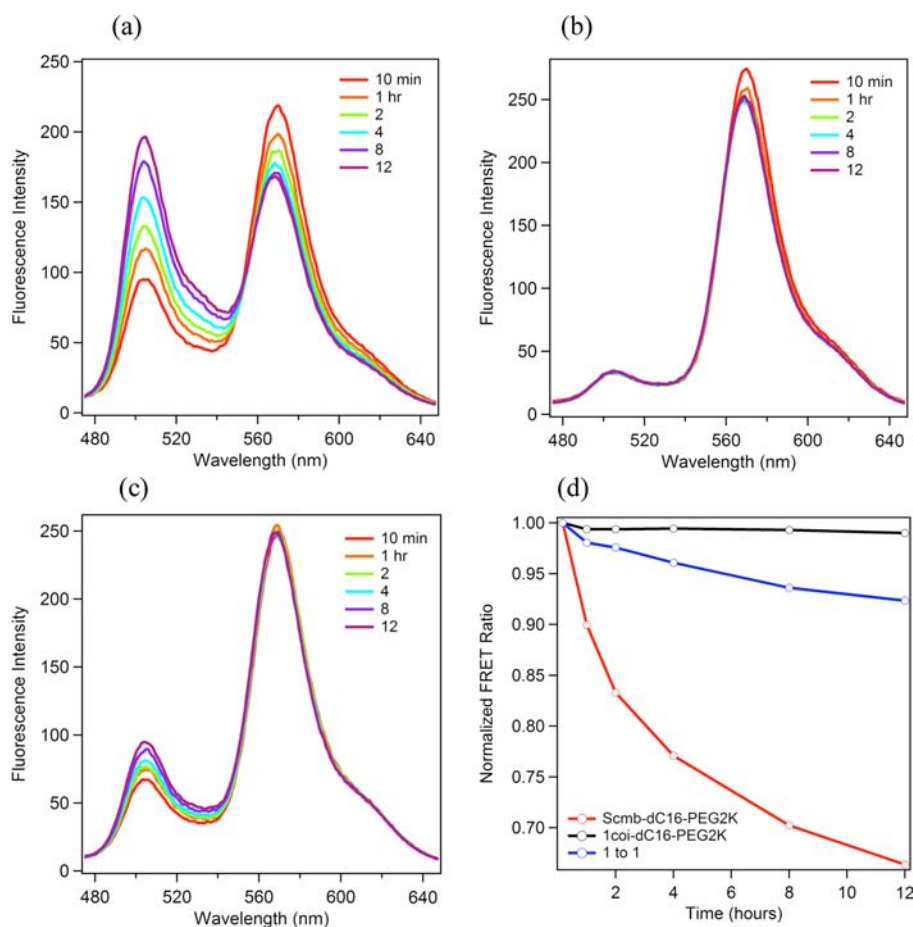 (a)
250
200
150
100
50
0
Fluorescence Intensity
10 min
1 hr
2
4
8
12
480 520 560 600 640
Wavelength (nm)
(b)
250
200
150
100
50
0
Fluorescence Intensity
10 min
1 hr
2
4
8
12
480 520 560 600 640
Wavelength (nm)
(c)
250
200
150
100
50
0
Fluorescence Intensity
10 min
1 hr
2
4
8
12
480 520 560 600 640
Wavelength (nm)
(d)
1.00
0.95
0.90
0.85
0.80
0.75
0.70
Normalized FRET Ratio
Scmb-dC16-PEG2K
1coi-dC16-PEG2K
1 to 1
2 4 6 8 10 12
Time (hours)